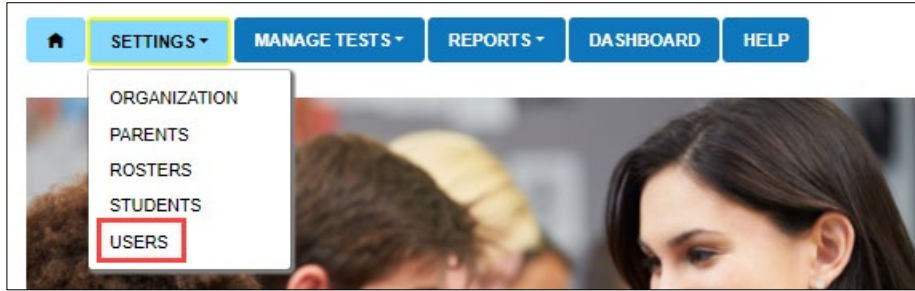 SETTINGS MANAGE TESTS REPORTS DASHBOARD HELP
ORGANIZATION
PARENTS
ROSTERS
STUDENTS
USERS